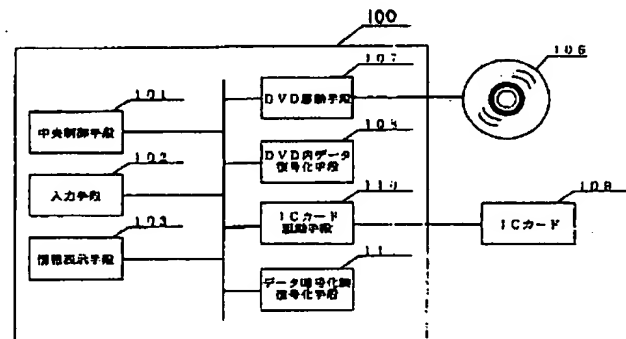 100
101
中央制御手段
102
入力手段
103
情報表示手段
107
DVD駆動手段
DVD内データ
復号化手段
110
ICカード
駆動手段
11
データ暗号化鍵
復号化手段
106
ICカード